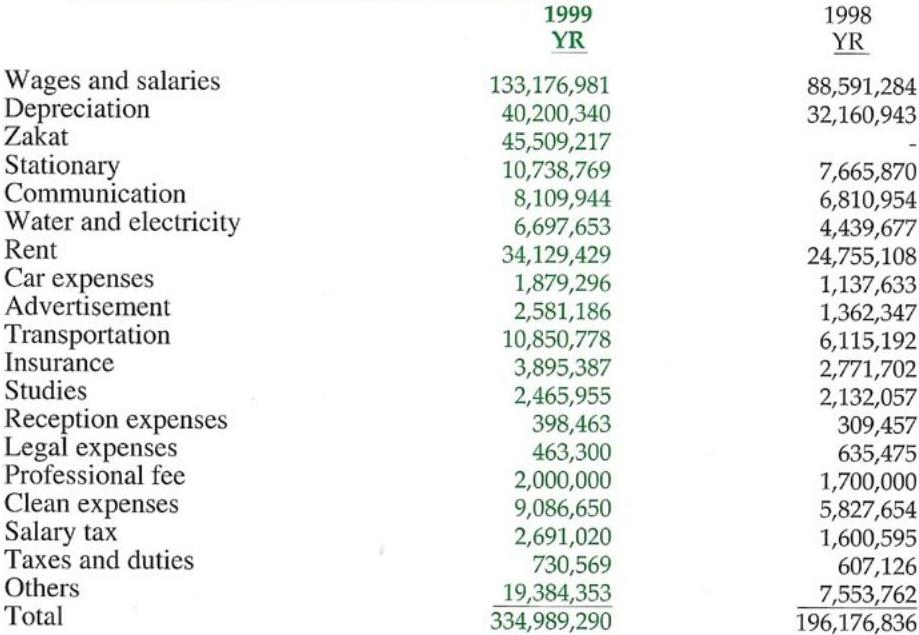 1999 1998
YR YR
Wages and salaries 133,176,981 88,591,284
Depreciation 40,200,340 32,160,943
Zakat 45,509,217 -
Stationary 10,738,769 7,665,870
Communication 8,109,944 6,810,954
Water and electricity 6,697,653 4,439,677
Rent 34,129,429 24,755,108
Car expenses 1,879,296 1,137,633
Advertisement 2,581,186 1,362,347
Transportation 10,850,778 6,115,192
Insurance 3,895,387 2,771,702
Studies 2,465,955 2,132,057
Reception expenses 398,463 309,457
Legal expenses 463,300 635,475
Professional fee 2,000,000 1,700,000
Clean expenses 9,086,650 5,827,654
Salary tax 2,691,020 1,600,595
Taxes and duties 730,569 607,126
Others 19,384,353 7,553,762
Total 334,989,290 196,176,836